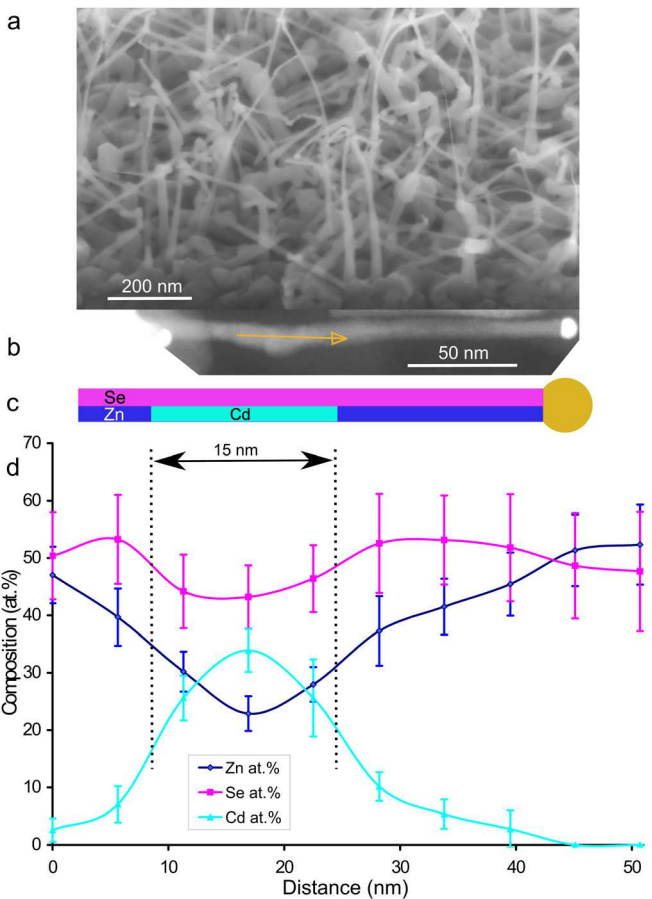 a
200 nm
b
50 nm
c
Se
Zn
Cd
d
15 nm
Composition (at.%)
70
60
50
40
30
20
10
0
Zn at.%
Se at.%
Cd at.%
0 10 20 30 40 50
Distance (nm)